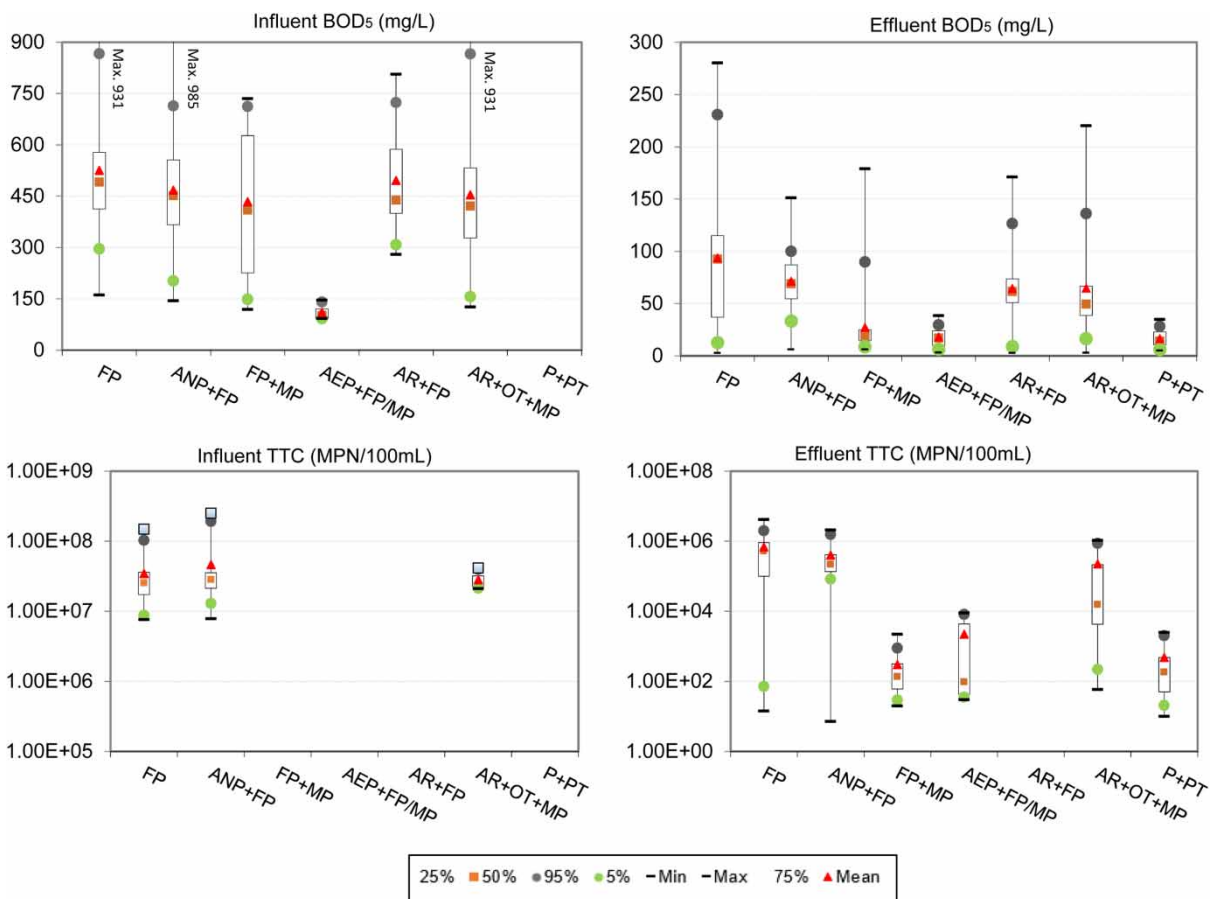 Influent BOD₅ (mg/L)
900
750
600
450
300
150
0
Max. 931
Max. 985
Max. 931
FP
ANP+FP
FP+MP
AEP+FP/MP
AR+FP
AR+OT+MP
P+PT
Effluent BOD₅ (mg/L)
300
250
200
150
100
50
0
FP
ANP+FP
FP+MP
AEP+FP/MP
AR+FP
AR+OT+MP
P+PT
Influent TTC (MPN/100mL)
1.00E+09
1.00E+08
1.00E+07
1.00E+06
1.00E+05
FP
ANP+FP
FP+MP
AEP+FP/MP
AR+FP
AR+OT+MP
P+PT
Effluent TTC (MPN/100mL)
1.00E+08
1.00E+06
1.00E+04
1.00E+02
1.00E+00
FP
ANP+FP
FP+MP
AEP+FP/MP
AR+FP
AR+OT+MP
P+PT
25% 50% 95% 5% Min Max 75% Mean